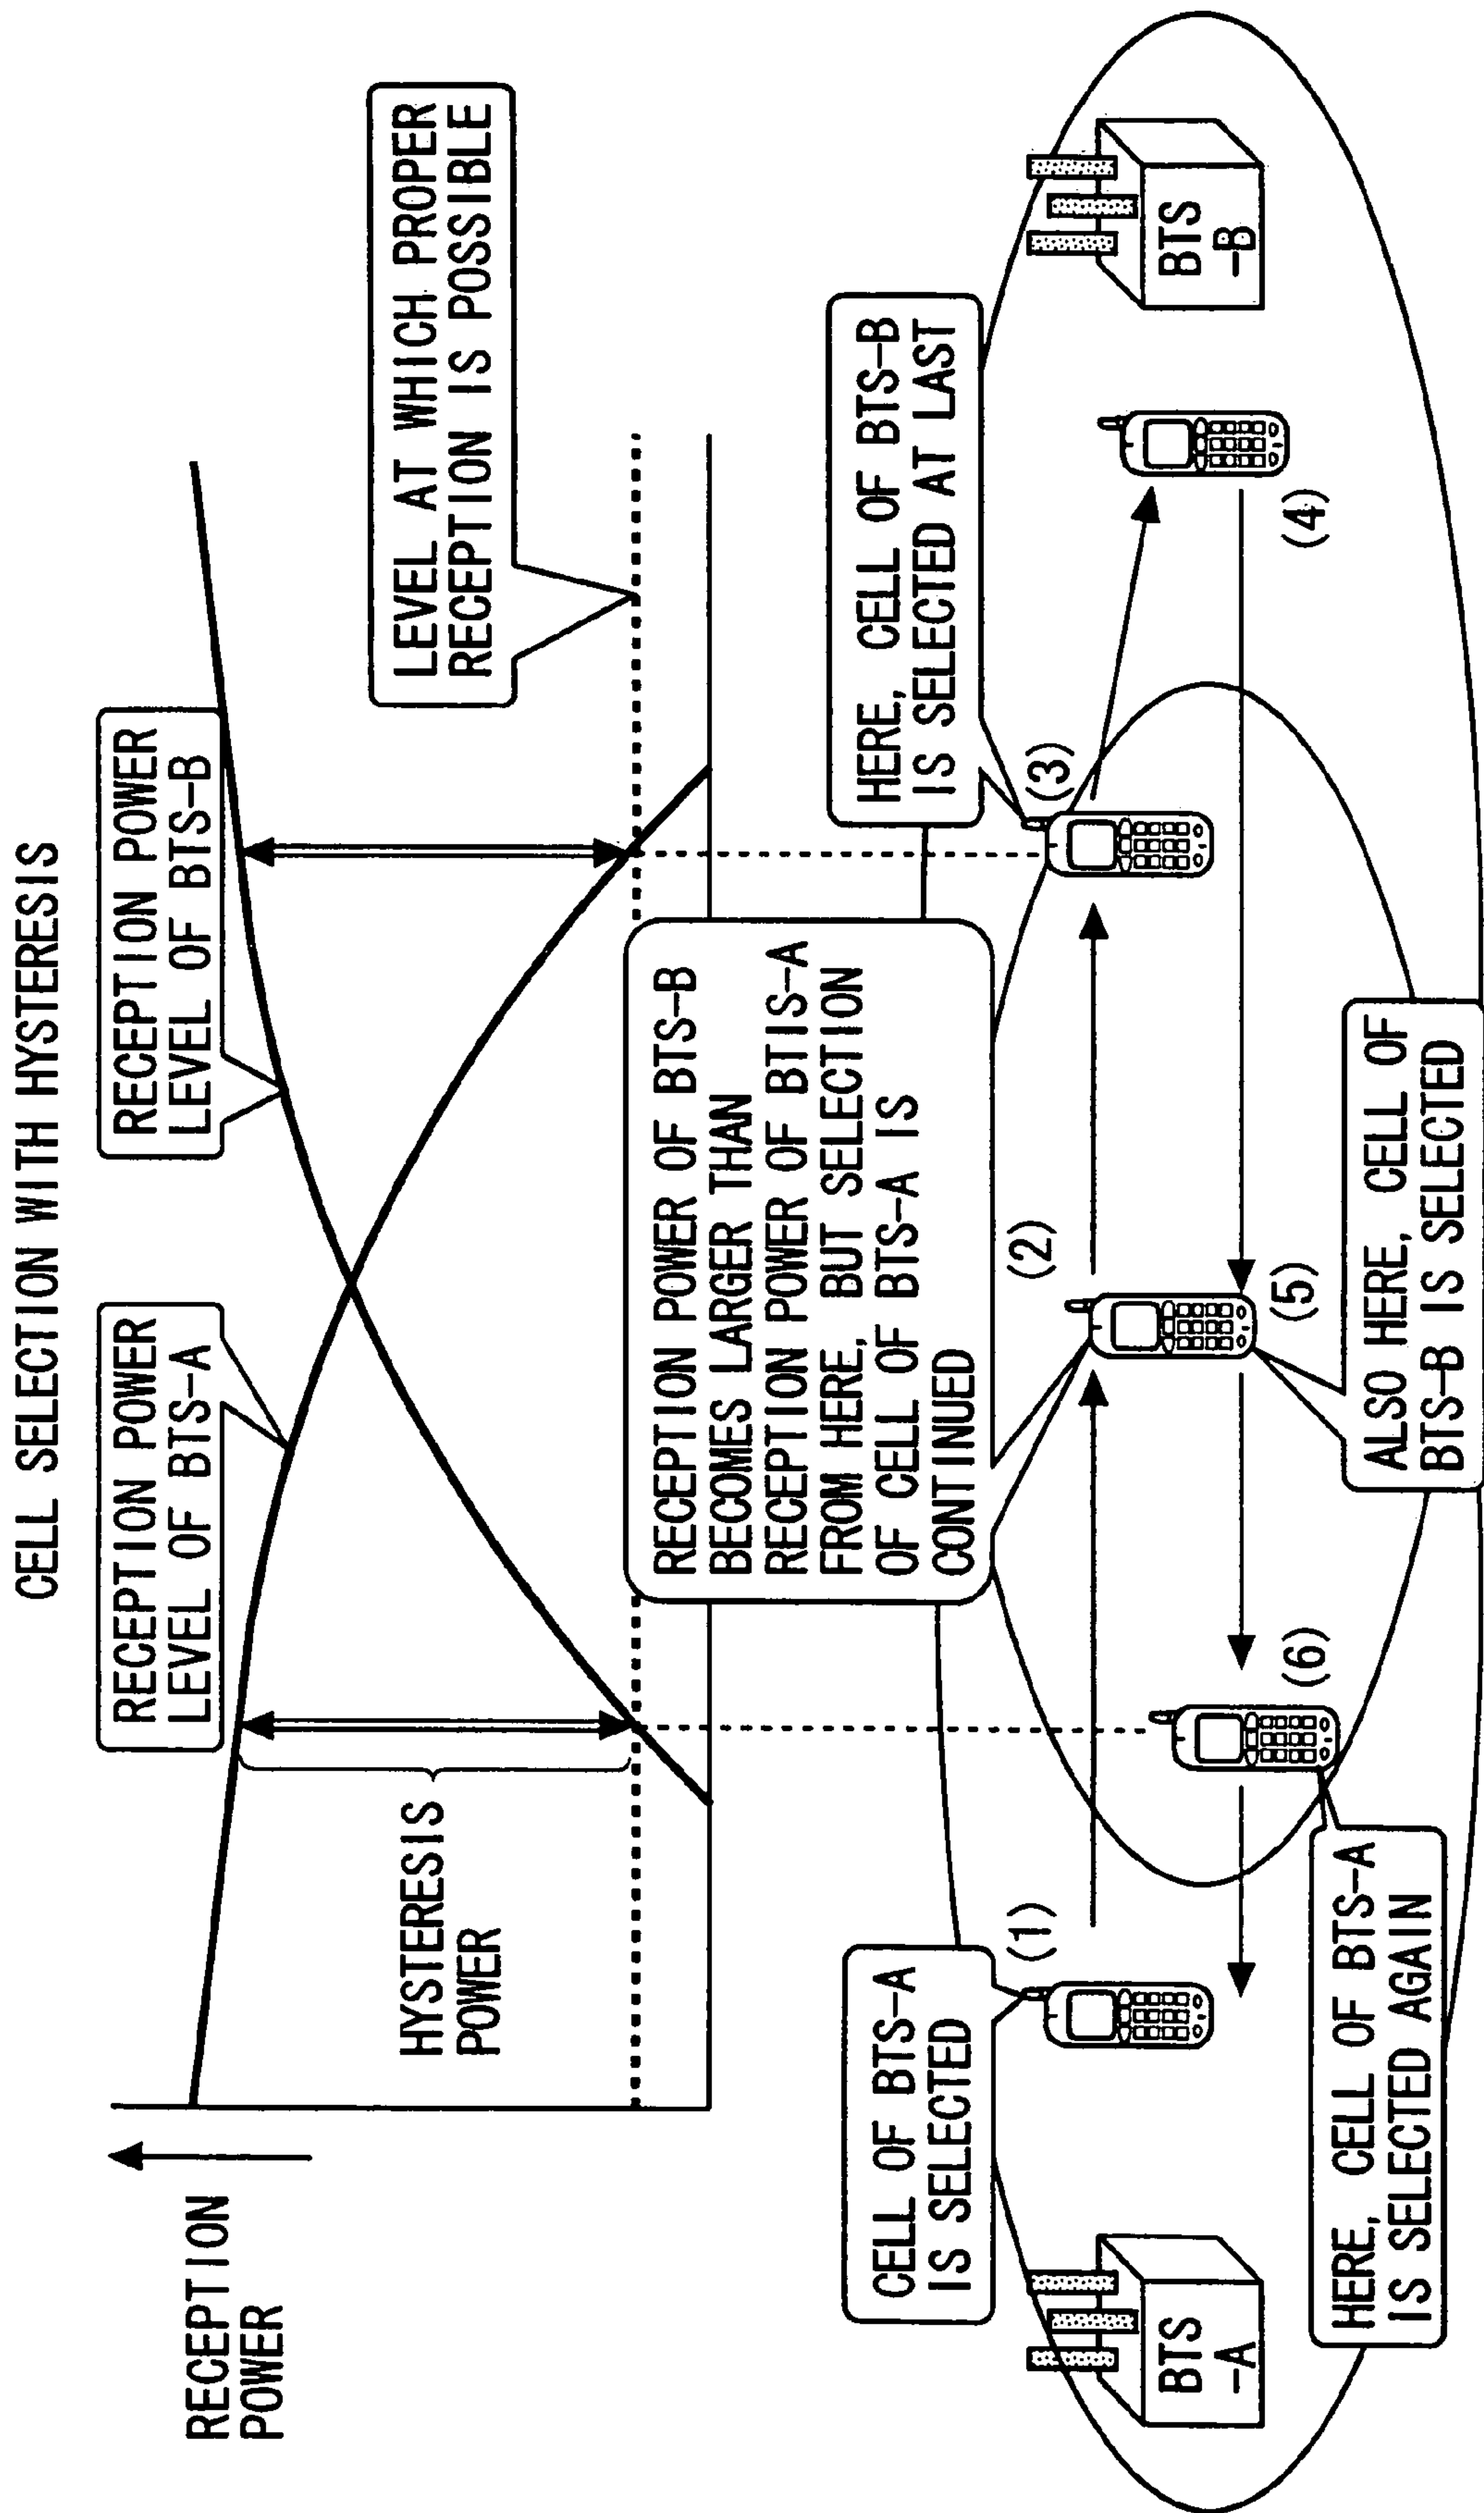 CELL SELECTION WITH HYSTERESIS
RECEPTION
POWER
RECEPTION POWER
LEVEL OF BTS-A
RECEPTION POWER
LEVEL OF BTS-B
HYSTERESIS
POWER
LEVEL AT WHICH PROPER
RECEPTION IS POSSIBLE
RECEPTION POWER OF BTS-B
BECOMES LARGER THAN
RECEPTION POWER OF BTIS-A
FROM HERE, BUT SELECTION
OF CELL OF BTS-A IS
CONTINUED
CELL OF BTS-A
IS SELECTED
HERE, CELL OF BTS-B
IS SELECTED AT LAST
(1)
(2)
(3)
BTS
-A
BTS
-B
(4)
(5)
(6)
HERE, CELL OF BTS-A
IS SELECTED AGAIN
ALSO HERE, CELL OF
BTS-B IS SELECTED